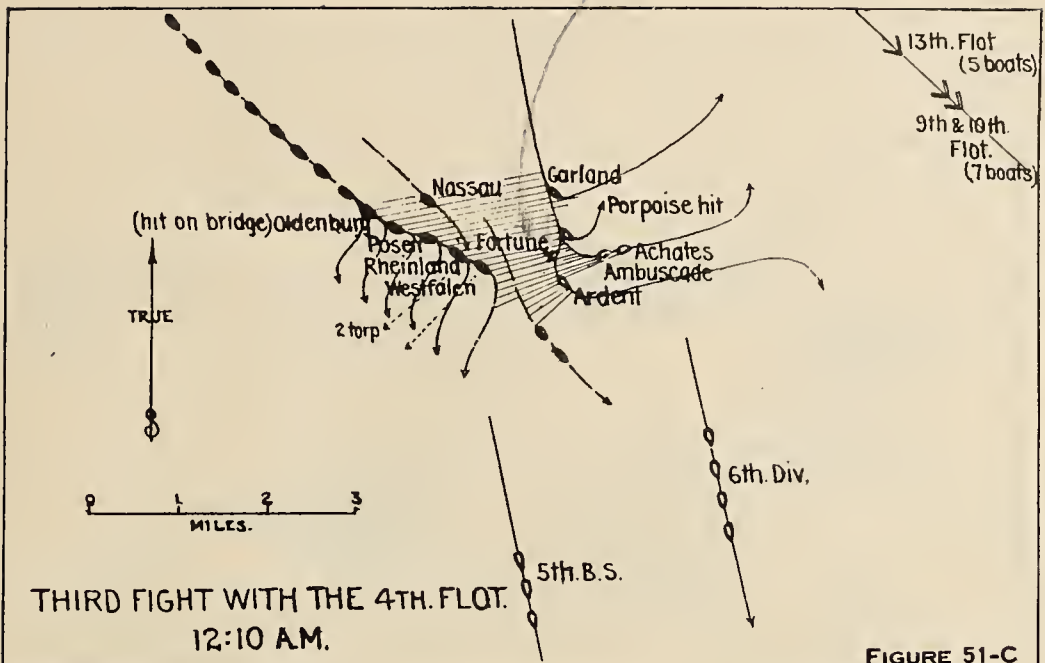 13th. Flot
(5 boats)
9th & 10th.
Flot.
(7 boats)
Garland
Nassau
Porpoise hit
(hit on bridge) Oldenburg
Posen
Fortune
Achates
Rheinland
Ambuscade
Westfalen
Ardent
TRUE
2 torp
6th. Div,
0 1 2 3
MILES.
5th. B.S.
THIRD FIGHT WITH THE 4TH. FLOT.
12:10 A.M.
FIGURE 51-C